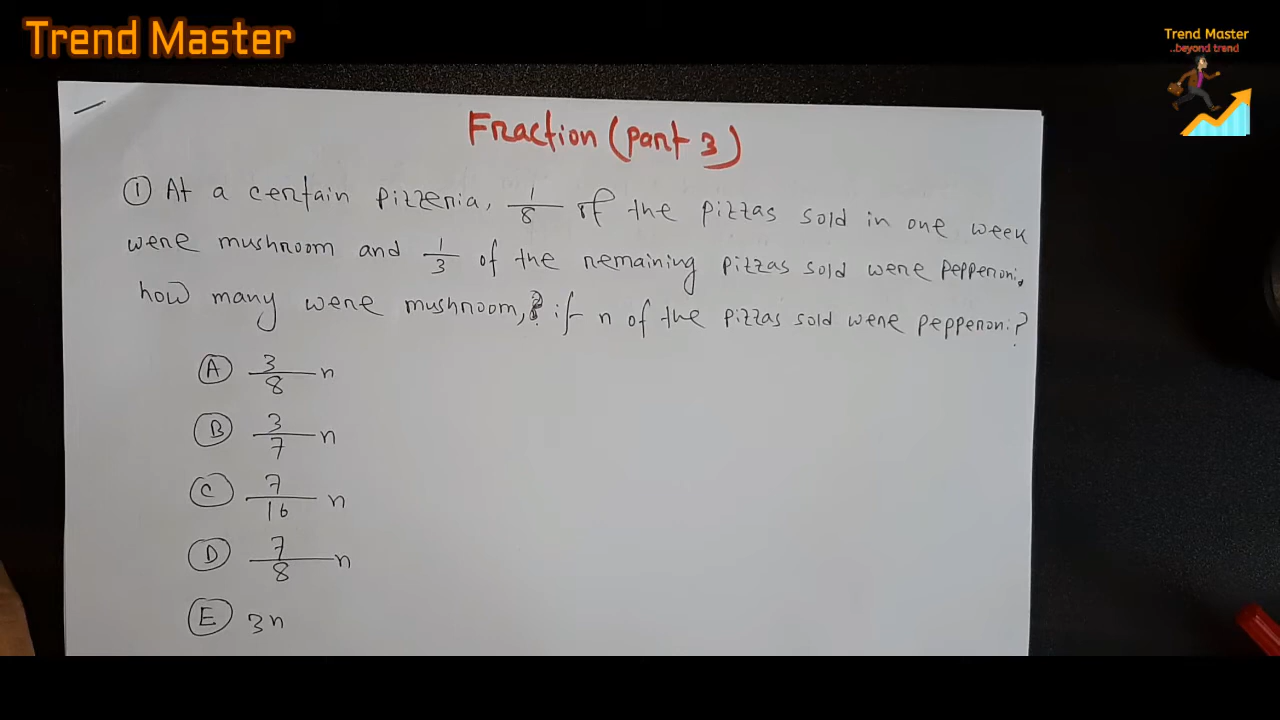 Trend Master
Trend Master
..beyond trend
Fraction (part 3)
① At a certain pizzeria, 1/8 of the pizzas sold in one week
were mushroom and 1/3 of the remaining pizzas sold were pepperoni,
how many were mushroom, if n of the pizzas sold were pepperoni?
Ⓐ 3/8 n
Ⓑ 3/7 n
Ⓒ 7/16 n
Ⓓ 7/8 n
Ⓔ 3n